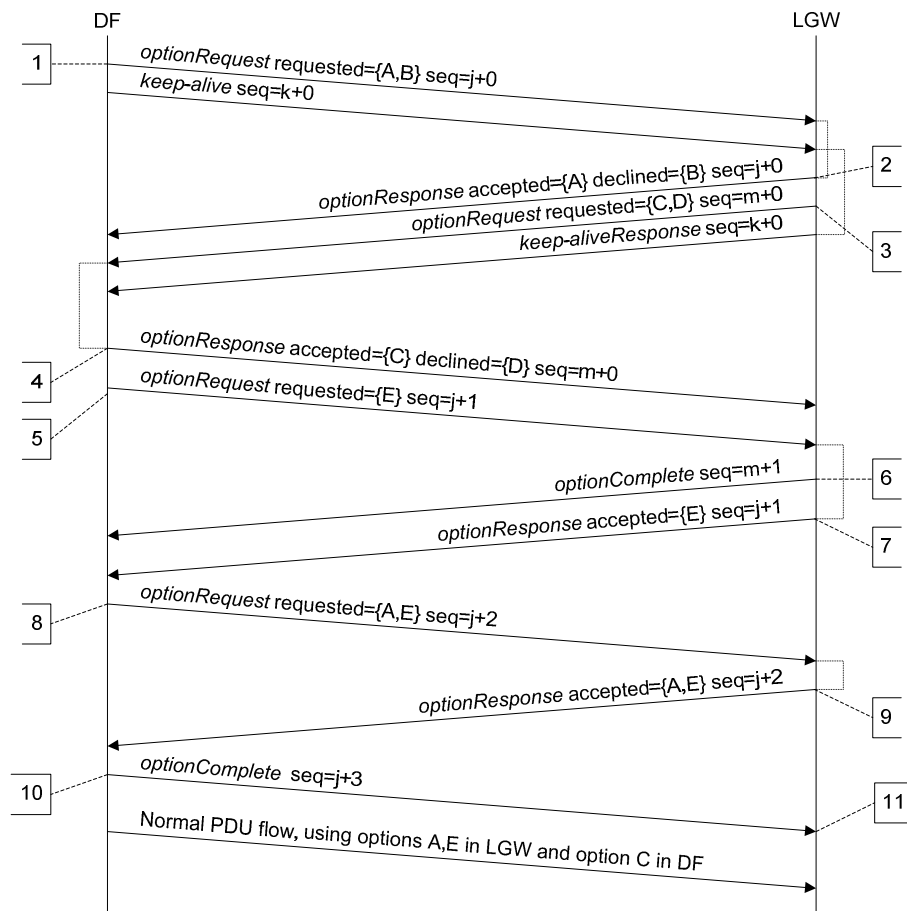 DF
LGW
1
optionRequest requested={A,B} seq=j+0
keep-alive seq=k+0
2
optionResponse accepted={A} declined={B} seq=j+0
optionRequest requested={C,D} seq=m+0
keep-aliveResponse seq=k+0
3
optionResponse accepted={C} declined={D} seq=m+0
4
optionRequest requested={E} seq=j+1
5
optionComplete seq=m+1
6
optionResponse accepted={E} seq=j+1
7
optionRequest requested={A,E} seq=j+2
8
optionResponse accepted={A,E} seq=j+2
9
optionComplete seq=j+3
10
11
Normal PDU flow, using options A,E in LGW and option C in DF